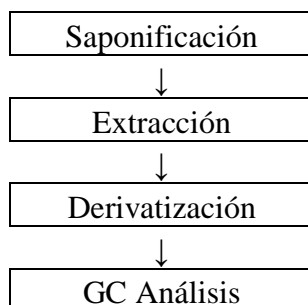 Saponificación
↓
Extracción
↓
Derivatización
↓
GC Análisis